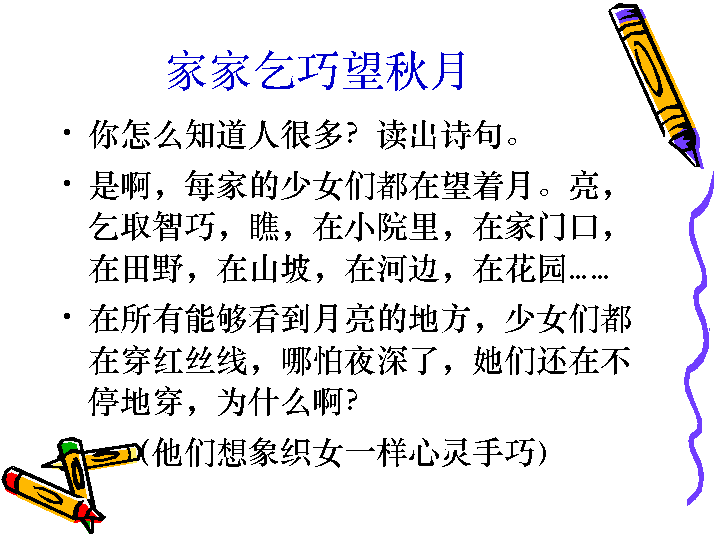 家家乞巧望秋月
• 你怎么知道人很多？读出诗句。
• 是啊，每家的少女们都在望着月。亮，
乞取智巧，瞧，在小院里，在家门口，
在田野，在山坡，在河边，在花园……
• 在所有能够看到月亮的地方，少女们都
在穿红丝线，哪怕夜深了，她们还在不
停地穿，为什么啊？
（他们想象织女一样心灵手巧）